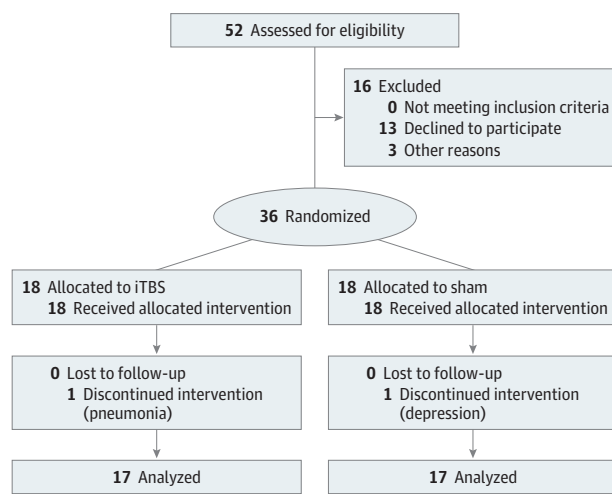 52 Assessed for eligibility
16 Excluded
0 Not meeting inclusion criteria
13 Declined to participate
3 Other reasons
36 Randomized
18 Allocated to iTBS
18 Received allocated intervention
18 Allocated to sham
18 Received allocated intervention
0 Lost to follow-up
1 Discontinued intervention
(pneumonia)
0 Lost to follow-up
1 Discontinued intervention
(depression)
17 Analyzed
17 Analyzed